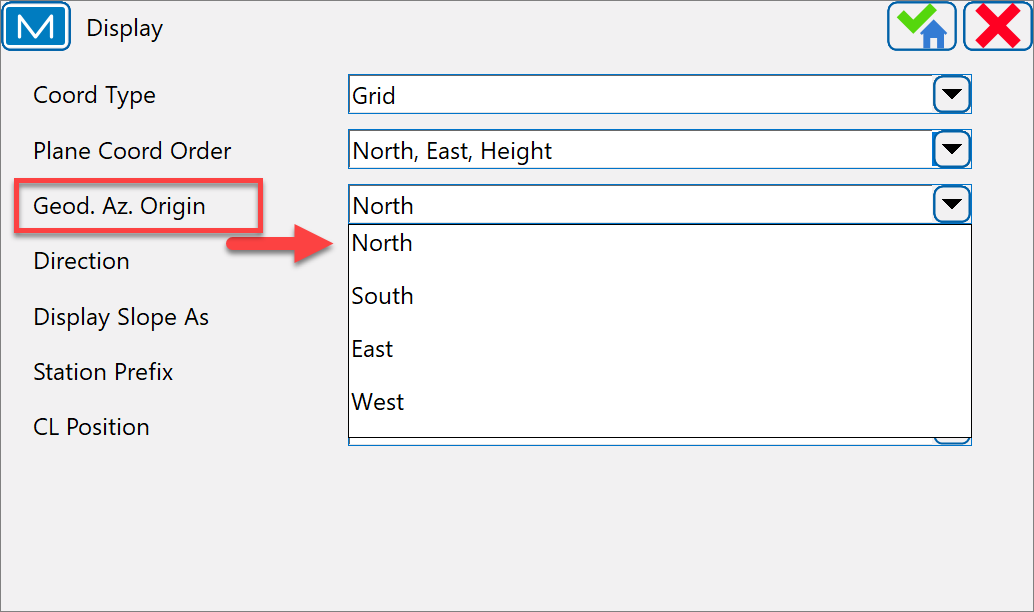 Display
Coord Type
Grid
Plane Coord Order
North, East, Height
Geod. Az. Origin
North
North
Direction
South
Display Slope As
East
Station Prefix
West
CL Position